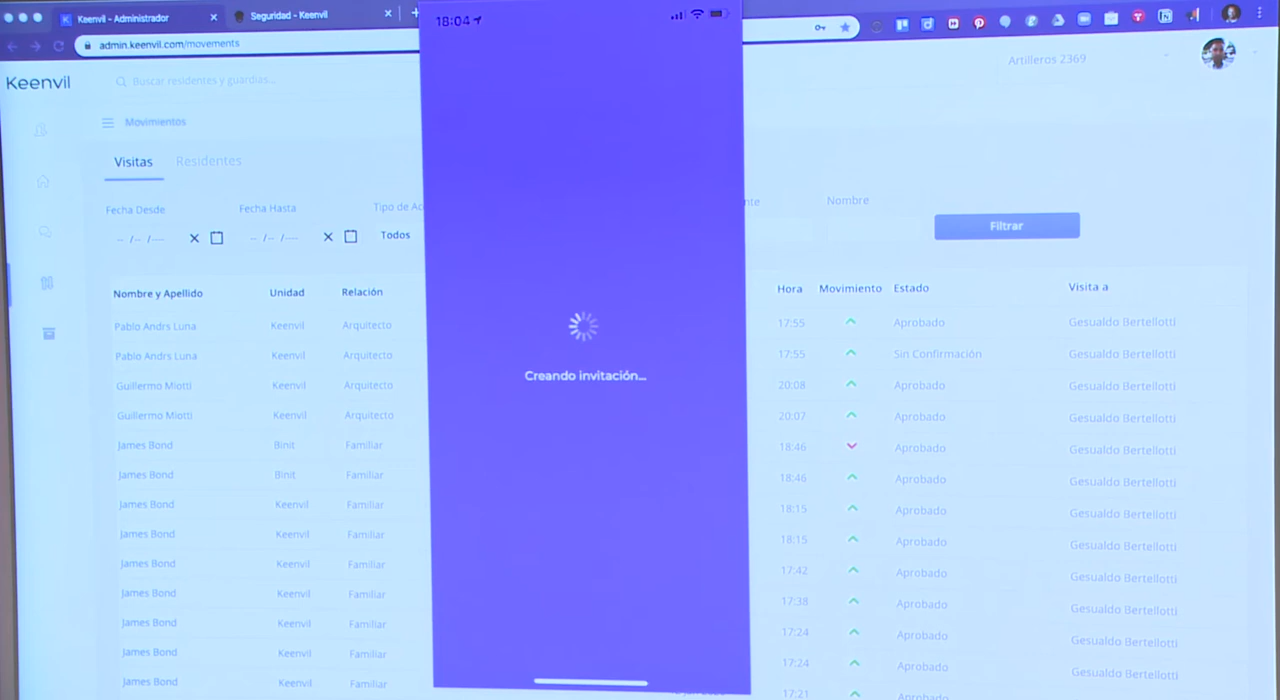 Keenvil - Administrador
Seguridad - Keenvil
18:04
admin.keenvil.com/movements
Keenvil
Buscar residentes y guardias...
Artilleros 2369
Movimientos
Visitas Residentes
Fecha Desde Fecha Hasta Tipo de Ac nte Nombre
-- /-- /---- -- /-- /---- Todos Filtrar
Nombre y Apellido Unidad Relación Hora Movimiento Estado Visita a
Pablo Andrs Luna Keenvil Arquitecto 17:55 Aprobado Gesualdo Bertellotti
Pablo Andrs Luna Keenvil Arquitecto 17:55 Sin Confirmación Gesualdo Bertellotti
Creando invitación...
Guillermo Miotti Keenvil Arquitecto 20:08 Aprobado Gesualdo Bertellotti
Guillermo Miotti Keenvil Arquitecto 20:07 Aprobado Gesualdo Bertellotti
James Bond Binit Familiar 18:46 Aprobado Gesualdo Bertellotti
James Bond Binit Familiar 18:46 Aprobado Gesualdo Bertellotti
James Bond Keenvil Familiar 18:15 Aprobado Gesualdo Bertellotti
James Bond Keenvil Familiar 18:15 Aprobado Gesualdo Bertellotti
James Bond Keenvil Familiar 17:42 Aprobado Gesualdo Bertellotti
James Bond Keenvil Familiar 17:38 Aprobado Gesualdo Bertellotti
James Bond Keenvil Familiar 17:24 Aprobado Gesualdo Bertellotti
James Bond Keenvil Familiar 17:24 Aprobado Gesualdo Bertellotti
James Bond Keenvil Familiar 17:21 Aprobado